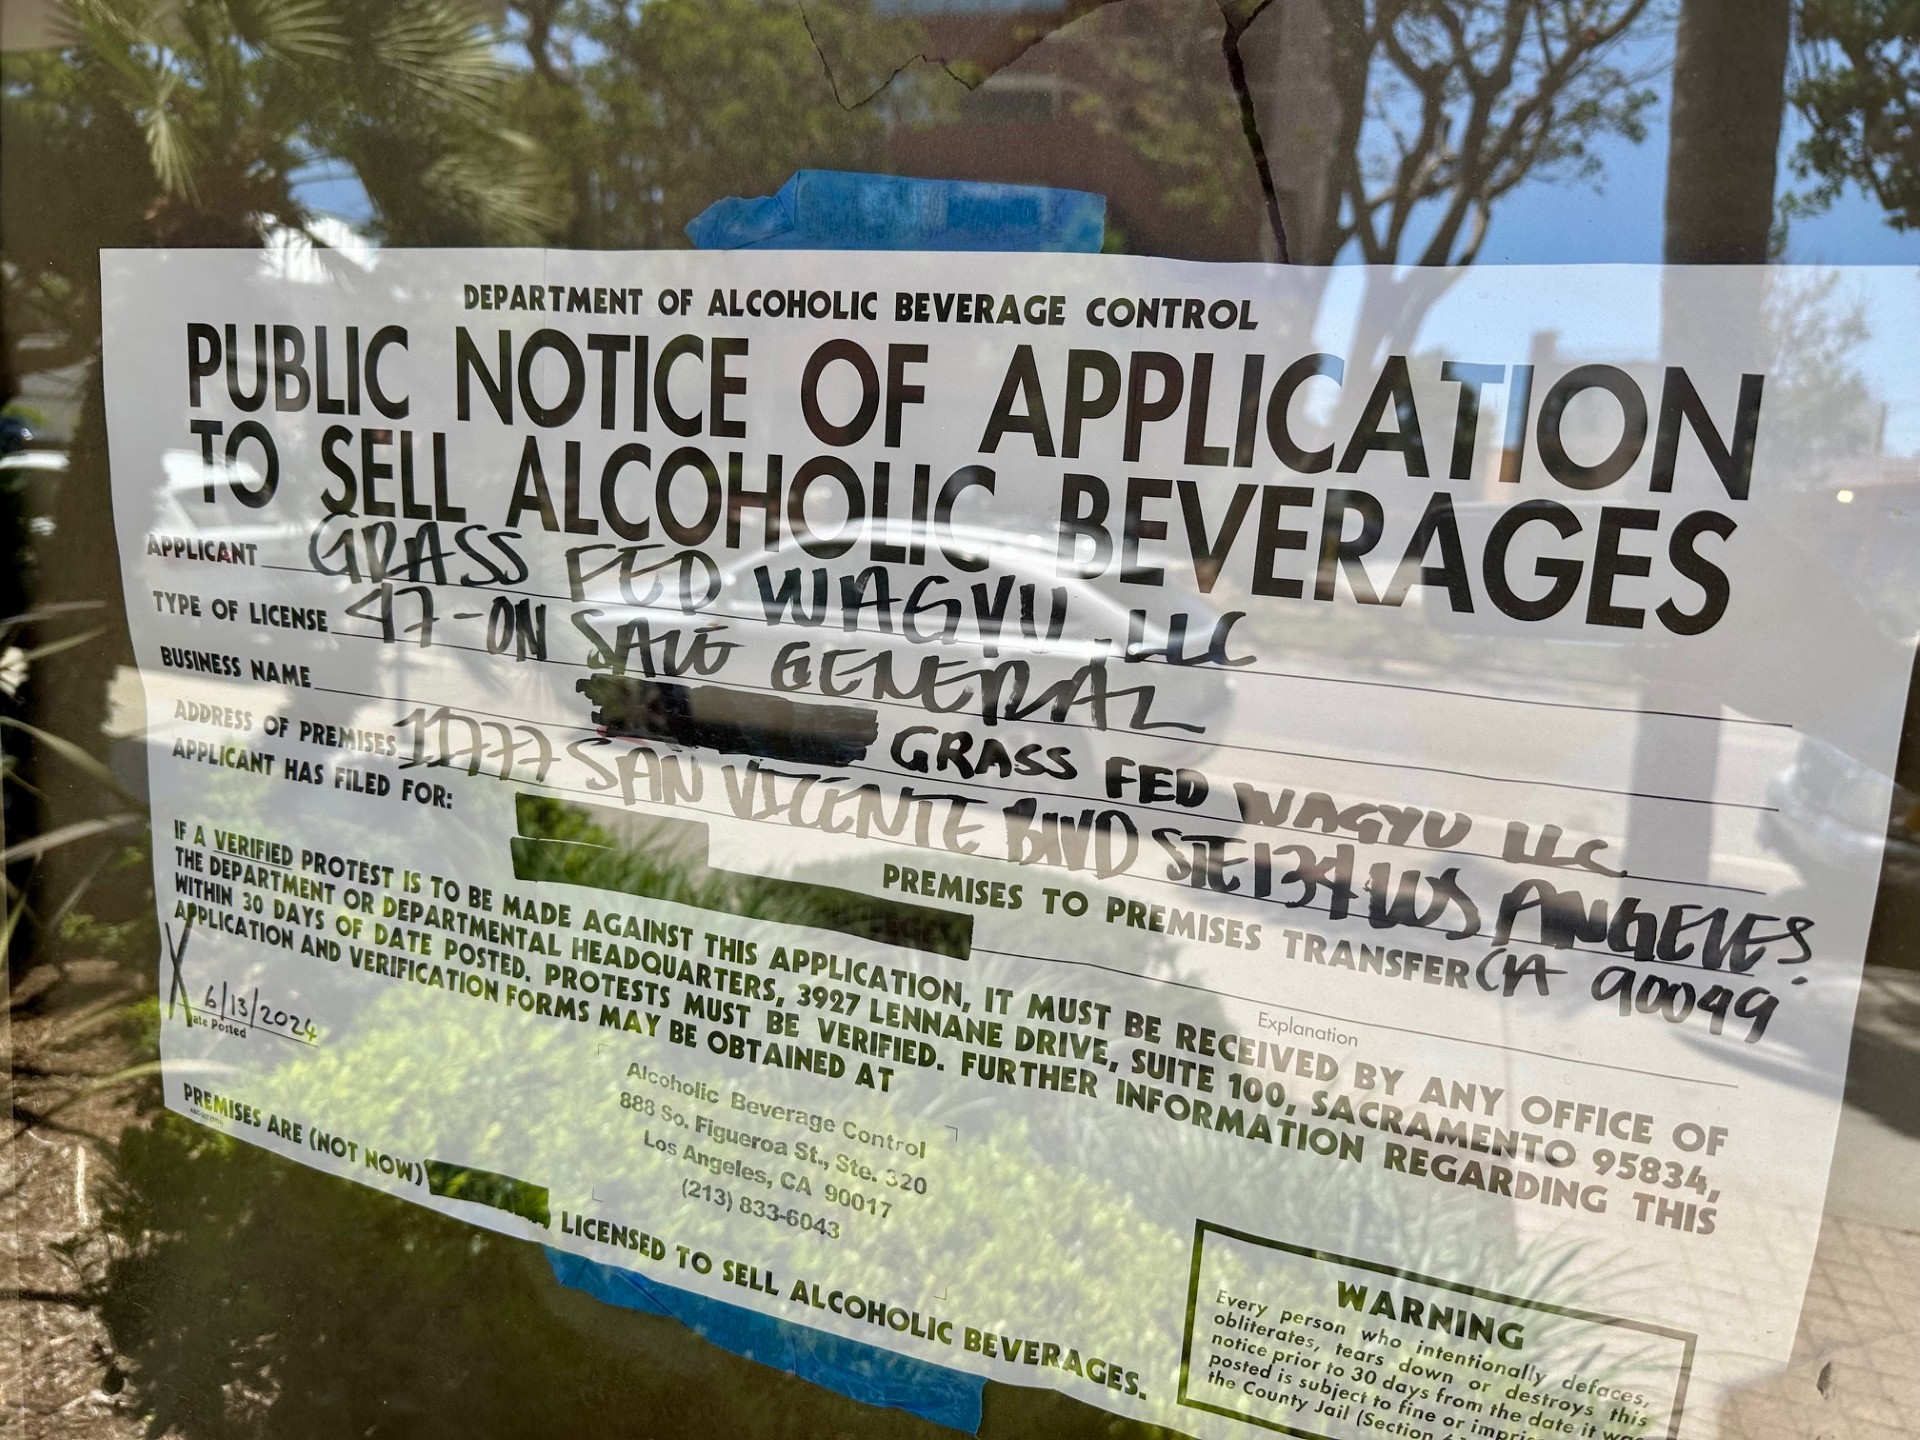 DEPARTMENT OF ALCOHOLIC BEVERAGE CONTROL
PUBLIC NOTICE OF APPLICATION
TO SELL ALCOHOLIC BEVERAGES
APPLICANT GRASS FED WAGYU, LLC
TYPE OF LICENSE 47-ON SALE GENERAL
BUSINESS NAME GRASS FED WAGYU LLC
ADDRESS OF PREMISES 11777 SAN VICENTE BLVD STE 134 LOS ANGELES,
CA 90049
APPLICANT HAS FILED FOR:
PREMISES TO PREMISES TRANSFER
Explanation
IF A VERIFIED PROTEST IS TO BE MADE AGAINST THIS APPLICATION, IT MUST BE RECEIVED BY ANY OFFICE OF
THE DEPARTMENT OR DEPARTMENTAL HEADQUARTERS, 3927 LENNANE DRIVE, SUITE 100, SACRAMENTO 95834,
WITHIN 30 DAYS OF DATE POSTED. PROTESTS MUST BE VERIFIED. FURTHER INFORMATION REGARDING THIS
APPLICATION AND VERIFICATION FORMS MAY BE OBTAINED AT
X 6/13/2024
ate Posted
Alcoholic Beverage Control
888 So. Figueroa St., Ste. 320
Los Angeles, CA 90017
(213) 833-6043
PREMISES ARE (NOT NOW) LICENSED TO SELL ALCOHOLIC BEVERAGES.
WARNING
Every person who intentionally defaces,
obliterates, tears down or destroys this
notice prior to 30 days from the date it was
posted is subject to fine or impriso
the County Jail (Section